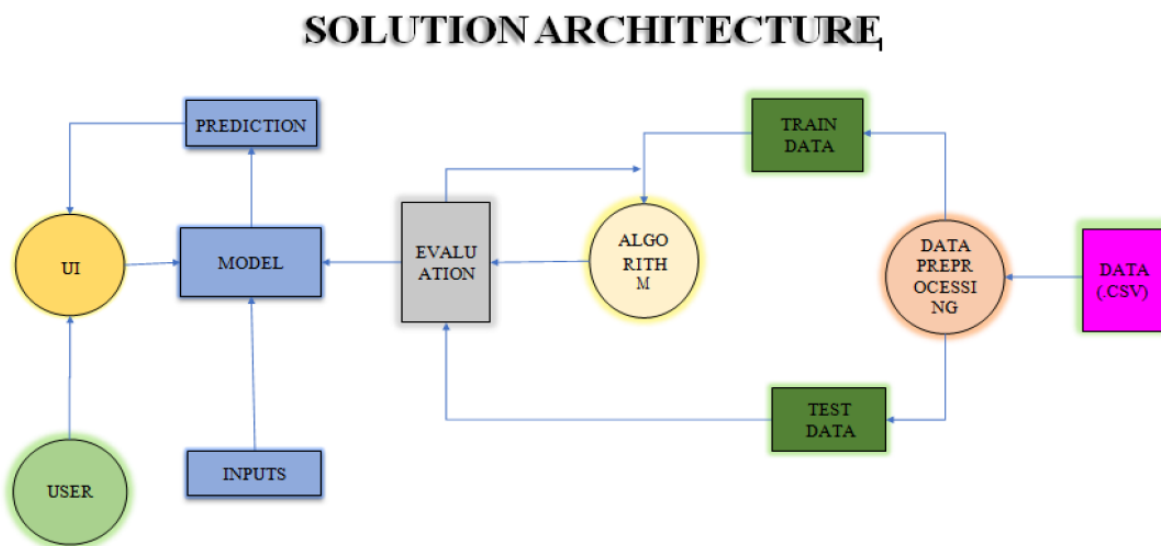 SOLUTION ARCHITECTURE
PREDICTION
TRAIN
DATA
UI
MODEL
EVALU
ATION
ALGO
RITH
M
DATA
PREPR
OCESSI
NG
DATA
(.CSV)
TEST
DATA
USER
INPUTS